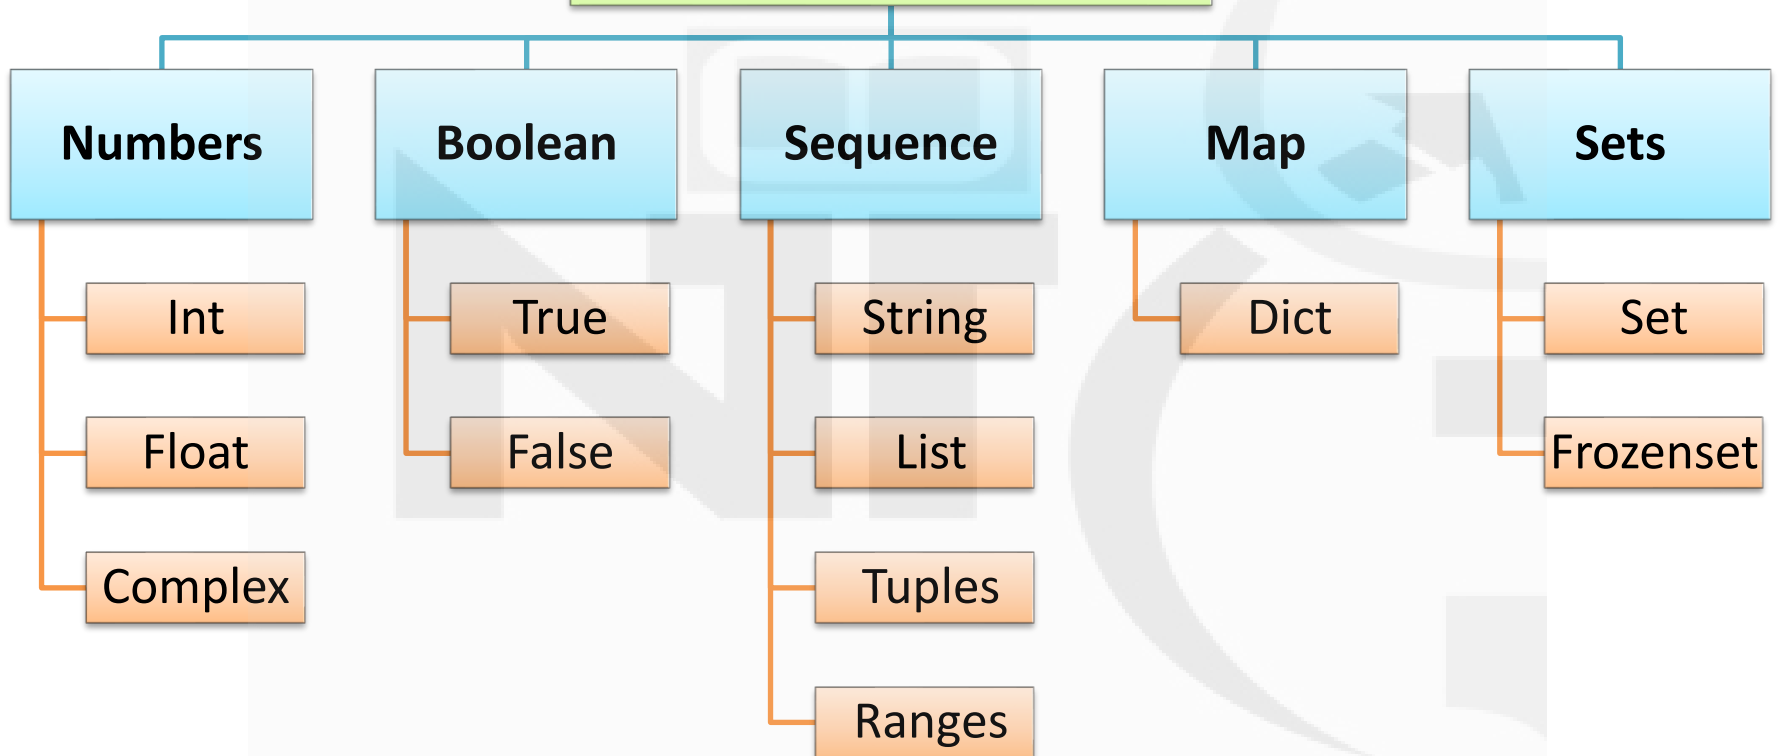 Numbers
Boolean
Sequence
Map
Sets
Int
True
String
Dict
Set
Float
False
List
Frozenset
Complex
Tuples
Ranges